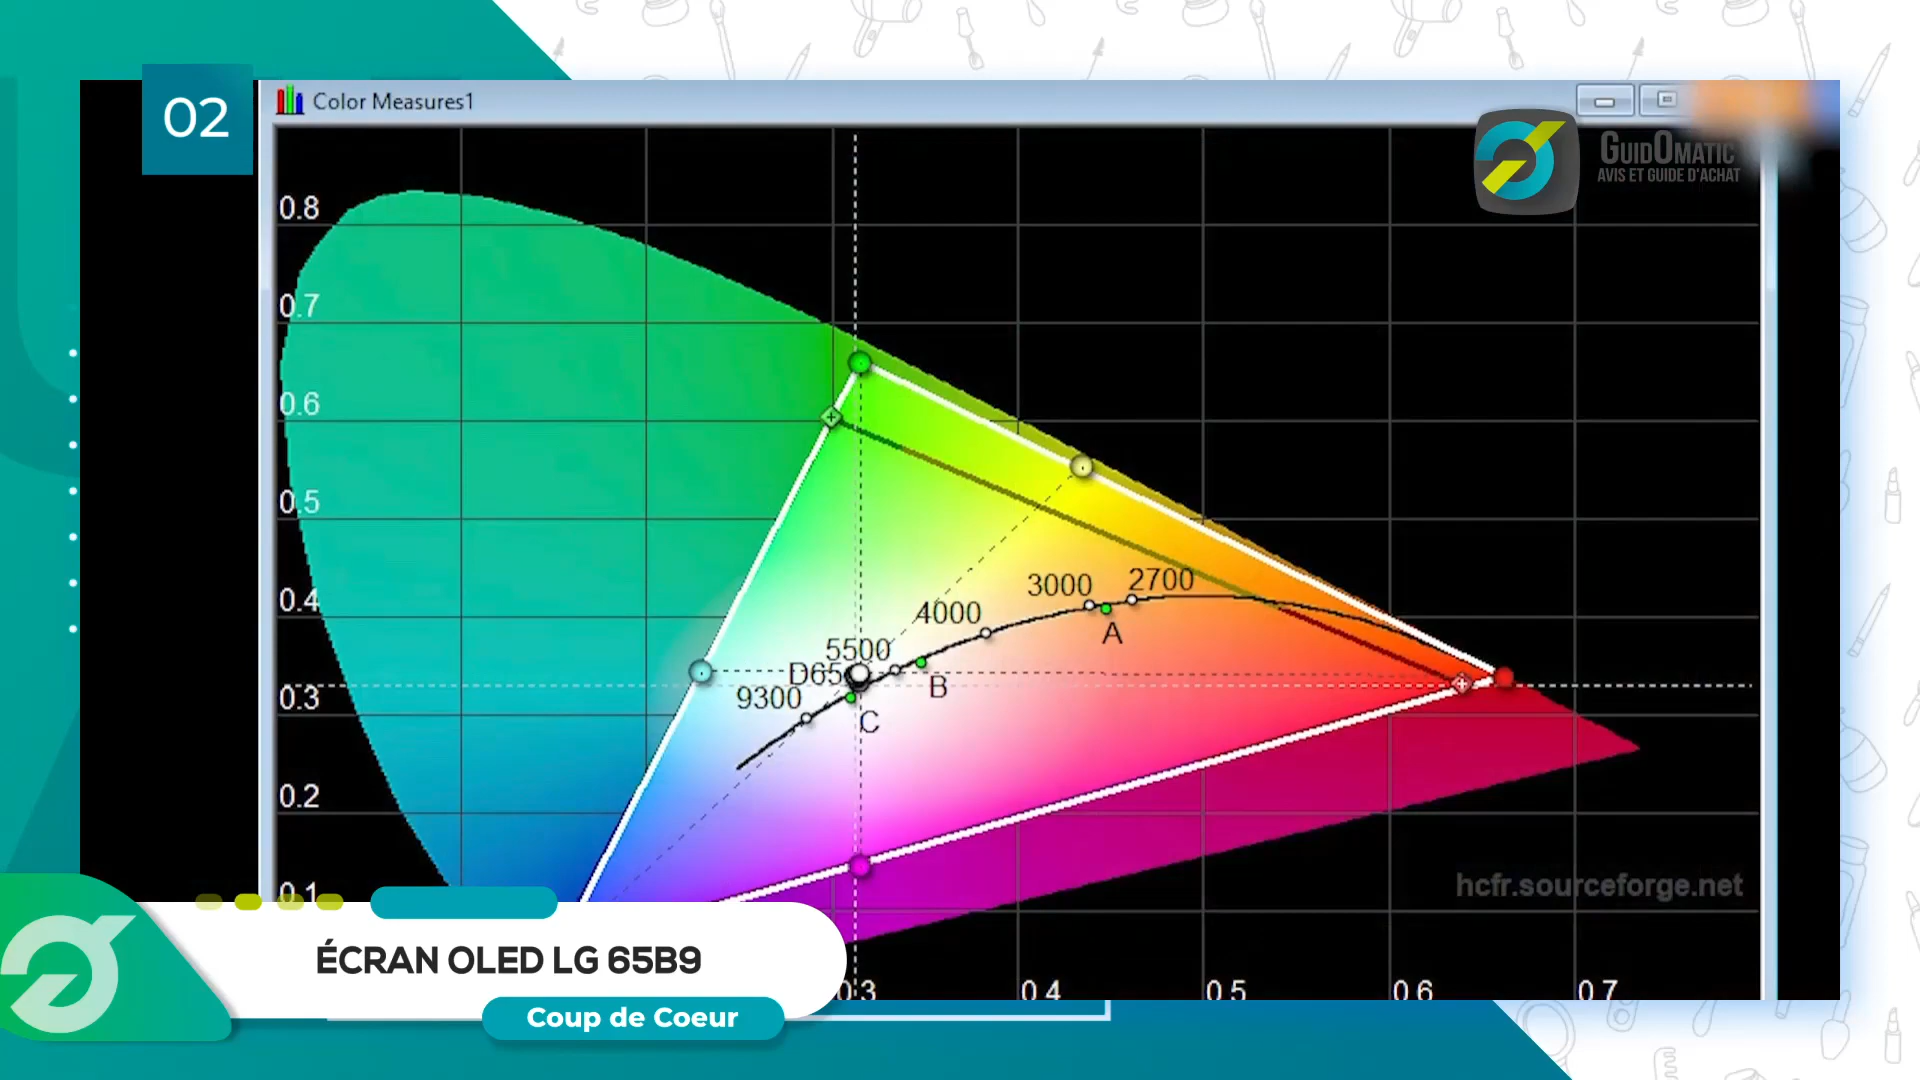 02
Color Measures1
GUIDOMATIC
AVIS ET GUIDE D'ACHAT
0.8
0.7
0.6
0.5
0.4
0.3
0.2
0.1
3000
2700
4000
A
5500
D65
B
9300
C
hcfr.sourceforge.net
0.3
0.4
0.5
0.6
0.7
ÉCRAN OLED LG 65B9
Coup de Coeur